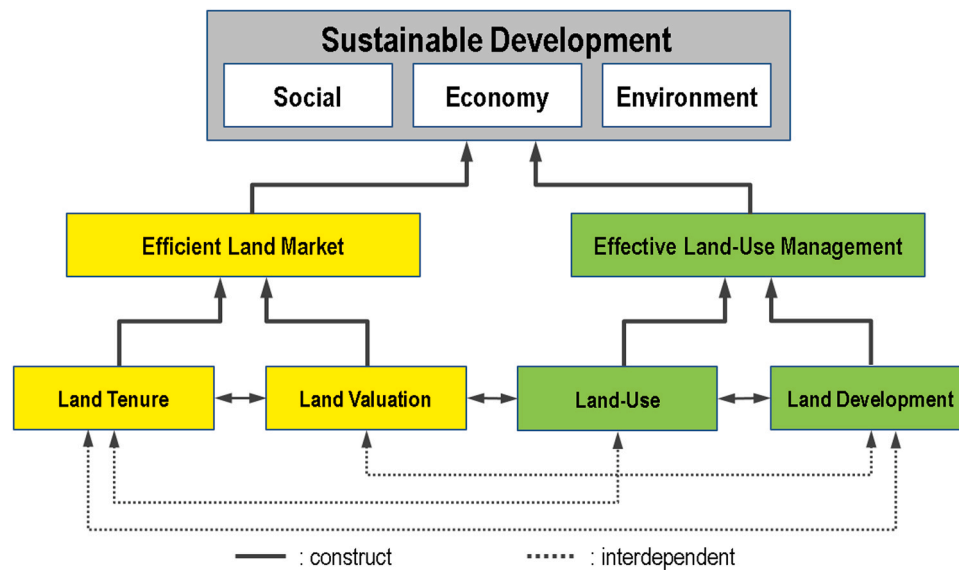 Sustainable Development
Social Economy Environment
Efficient Land Market Effective Land-Use Management
Land Tenure Land Valuation Land-Use Land Development
: construct : interdependent